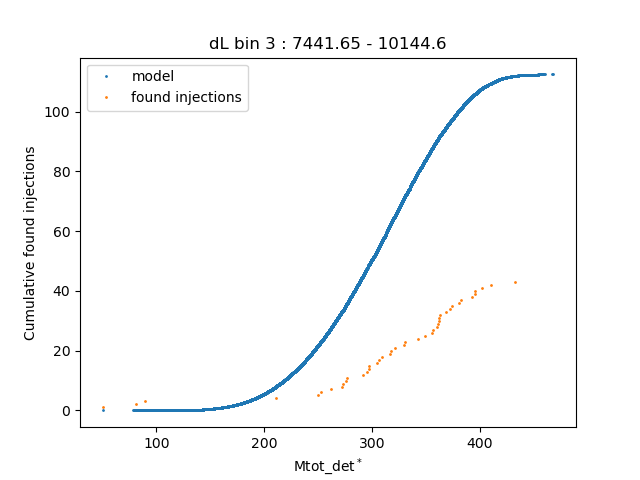 dL bin 3 : 7441.65 - 10144.6
model
found injections
Cumulative found injections
100
80
60
40
20
0
100 200 300 400
Mtot_det*